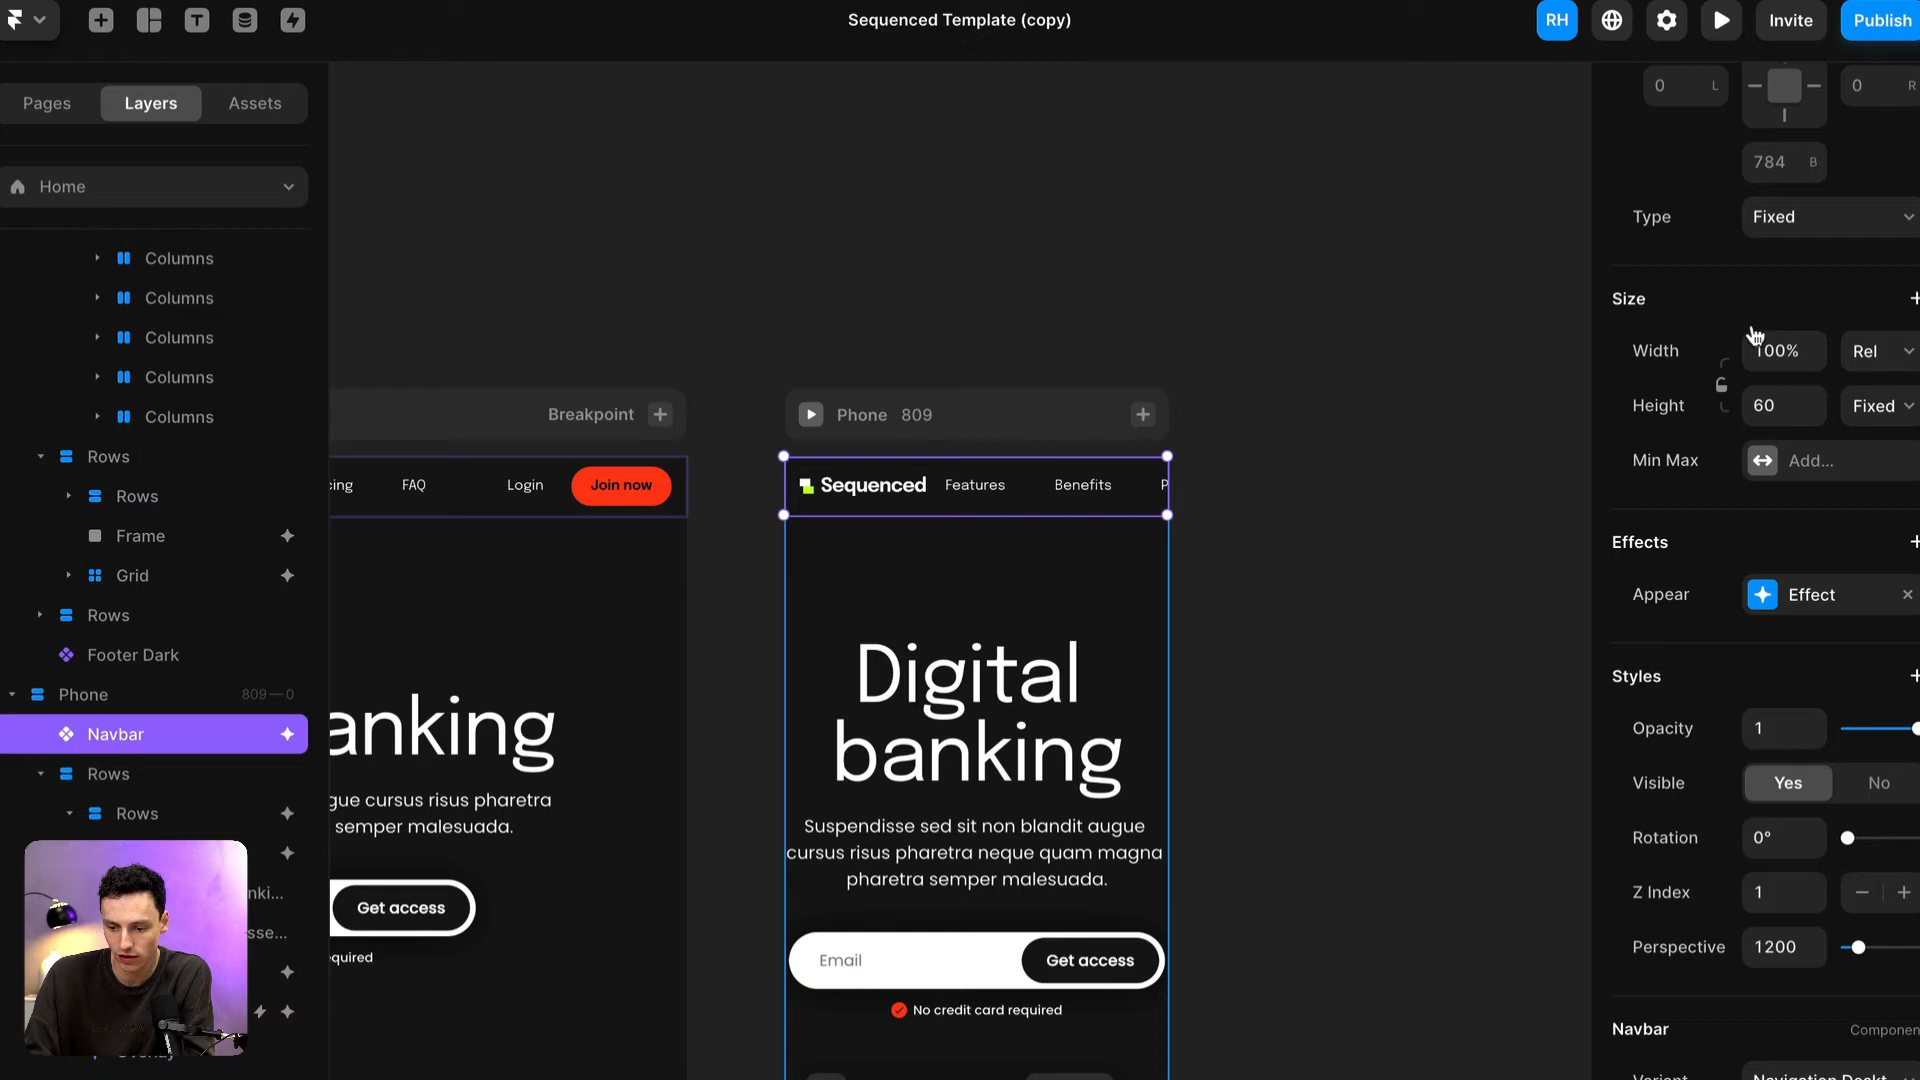 Sequenced Template (copy)
RH
Invite
Publish
Pages
Layers
Assets
Home
Columns
Columns
Columns
Columns
Columns
Rows
Rows
Frame
Grid
Rows
Footer Dark
Phone 809—0
Navbar
Rows
Rows
nki...
sse...
Breakpoint
cing
FAQ
Login
Join now
anking
gue cursus risus pharetra
semper malesuada.
Get access
equired
Phone 809
Sequenced
Features
Benefits
P
Digital
banking
Suspendisse sed sit non blandit augue
cursus risus pharetra neque quam magna
pharetra semper malesuada.
Email
Get access
No credit card required
0 L
0 R
784 B
Type Fixed
Size
Width 100% Rel
Height 60 Fixed
Min Max Add...
Effects
Appear Effect
Styles
Opacity 1
Visible Yes No
Rotation 0°
Z Index 1
Perspective 1200
Navbar Componen